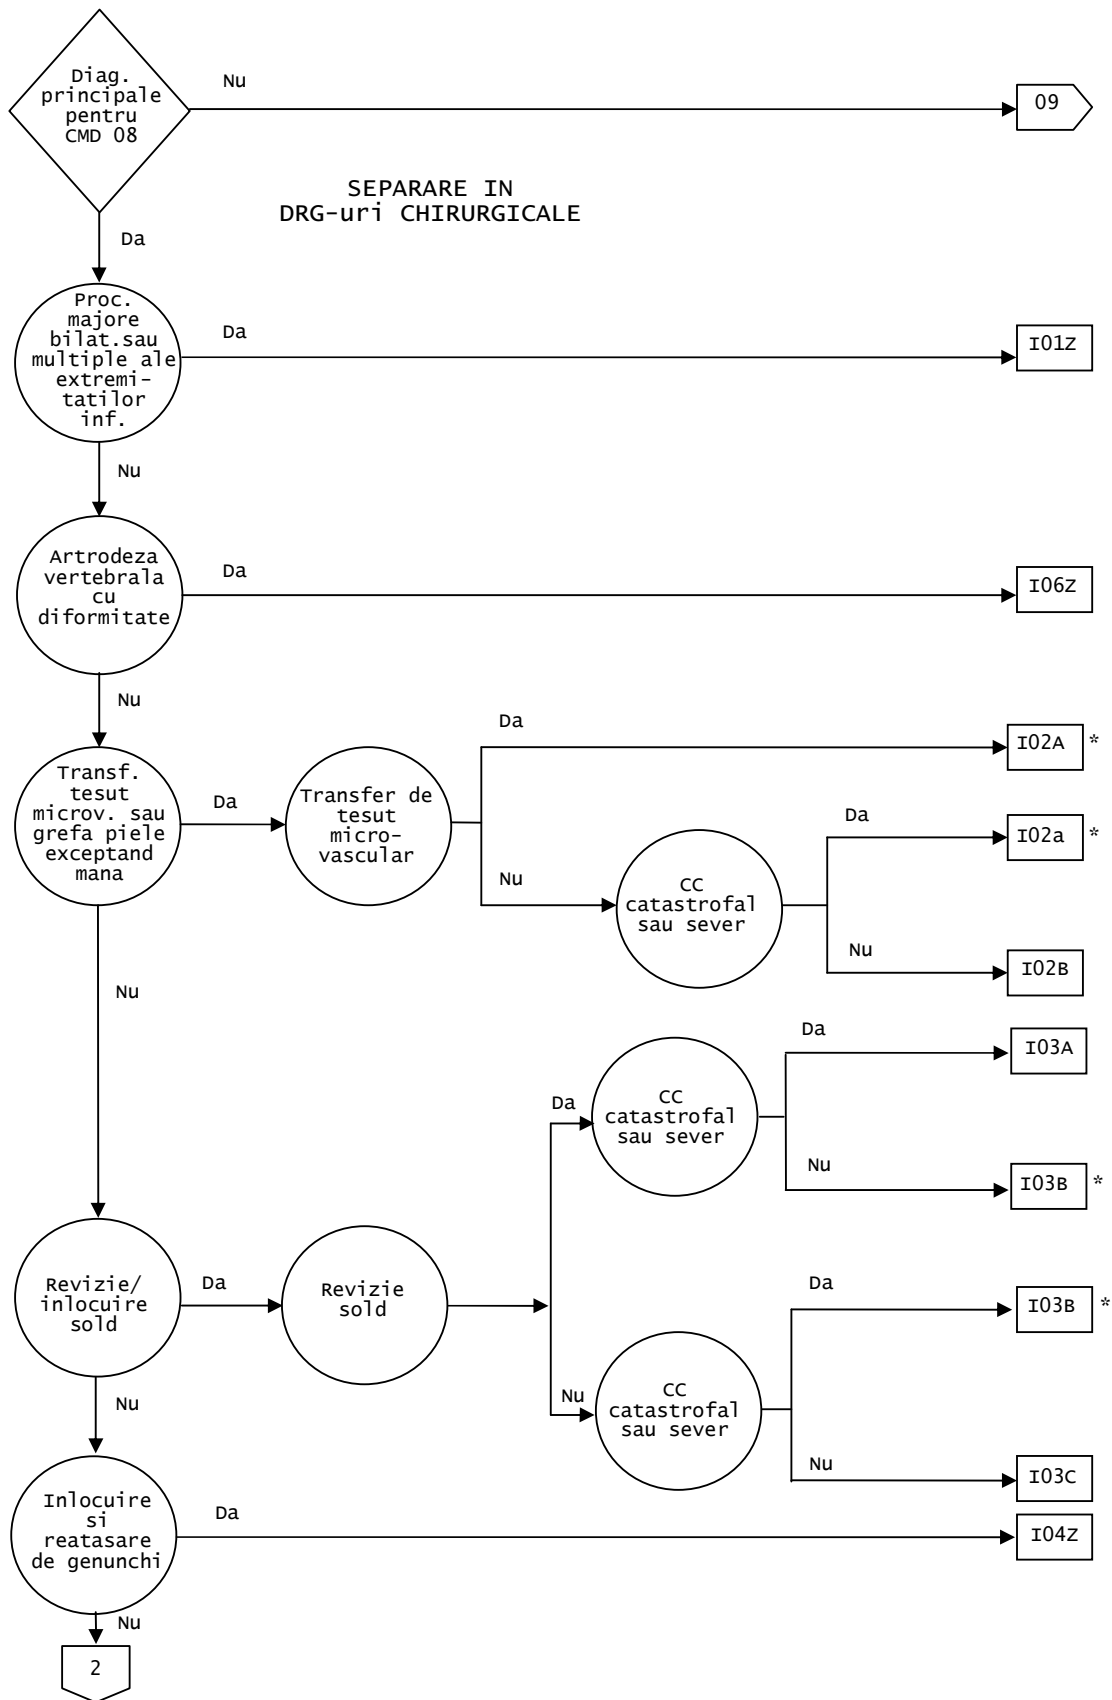 Diag.
principale
pentru
CMD 08
Nu
09
SEPARARE IN
DRG-uri CHIRURGICALE
Da
Proc.
majore
bilat.sau
multiple ale
extremi-
tatilor
inf.
Da
I01Z
Nu
Artrodeza
vertebrala
cu
diformitate
Da
I06Z
Nu
Transf.
tesut
microv. sau
grefa piele
exceptand
mana
Da
Transfer de
tesut
micro-
vascular
Da
I02A *
Nu
CC
catastrofal
sau sever
Da
I02a *
Nu
I02B
Nu
Revizie/
inlocuire
sold
Da
Revizie
sold
Da
CC
catastrofal
sau sever
Da
I03A
Nu
I03B *
Nu
CC
catastrofal
sau sever
Da
I03B *
Nu
I03C
Nu
Inlocuire
si
reatasare
de genunchi
Da
I04Z
Nu
2